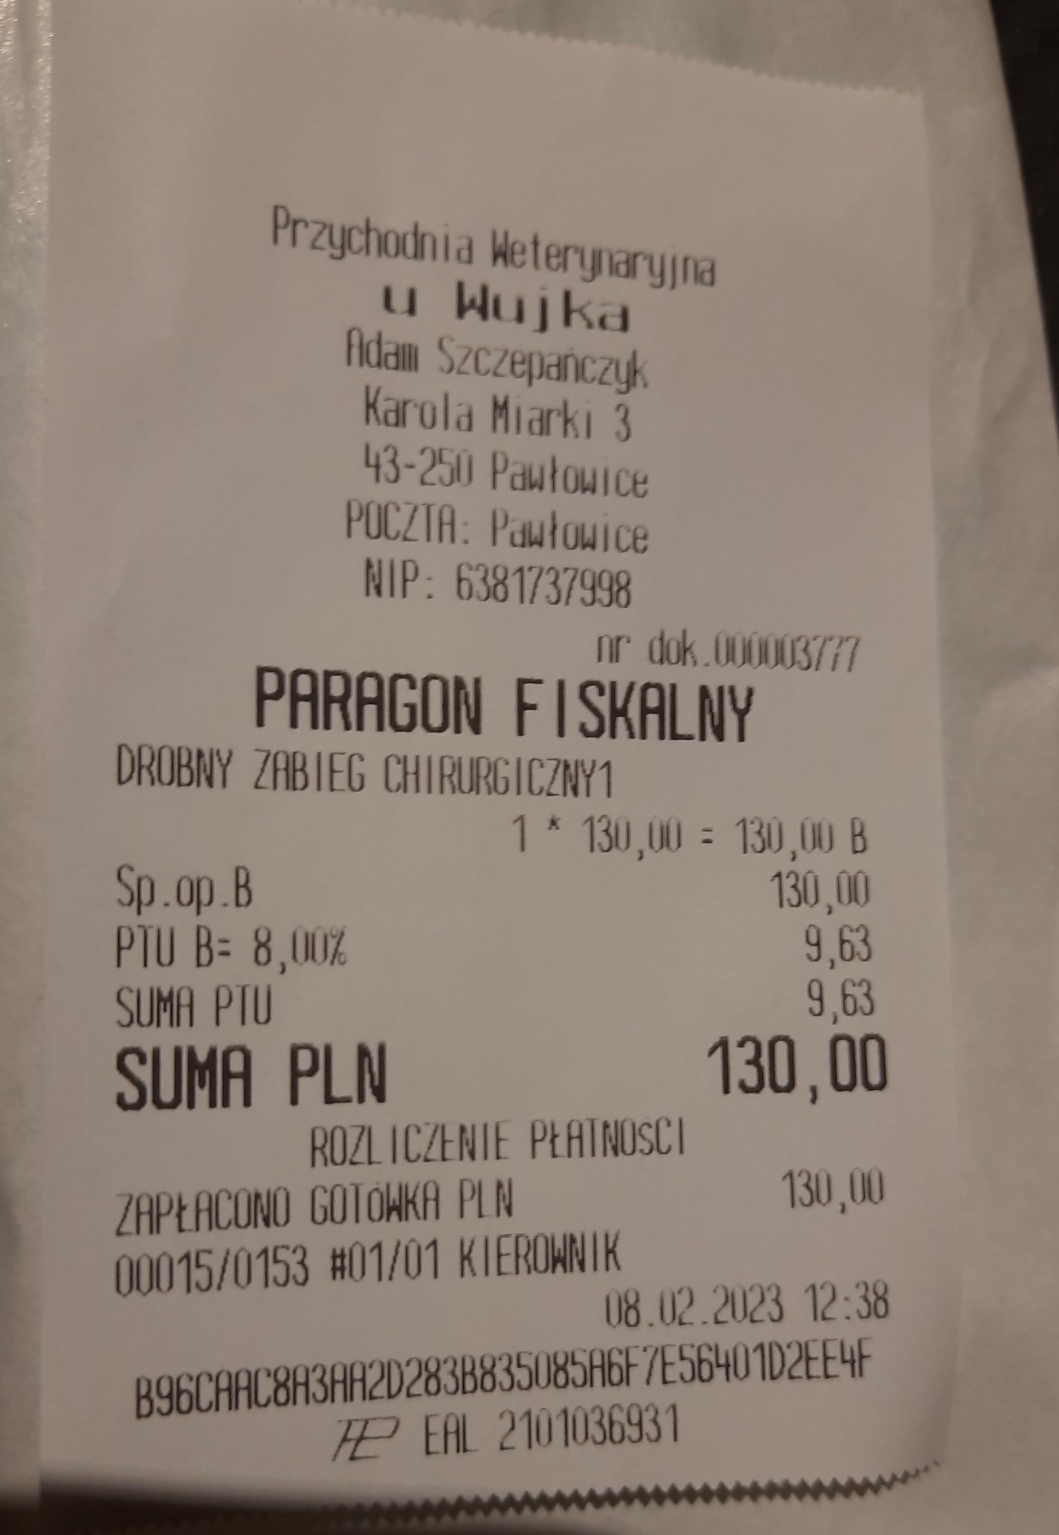 Przychodnia Weterynaryjna
u Wujka
Adam Szczepańczyk
Karola Miarki 3
43-250 Pawłowice
POCZTA: Pawłowice
NIP: 6381737998
nr dok.000003777
PARAGON FISKALNY
DROBNY ZABIEG CHIRURGICZNY1
1 * 130,00 = 130,00 B
Sp.op.B 130,00
PTU B= 8,00% 9,63
SUMA PTU 9,63
SUMA PLN 130,00
ROZLICZENIE PŁATNOŚCI
ZAPŁACONO GOTÓWKA PLN 130,00
00015/0153 #01/01 KIEROWNIK
08.02.2023 12:38
B96CAAC8A3AA2D283B835085A6F7E56401D2EE4F
EAL 2101036931